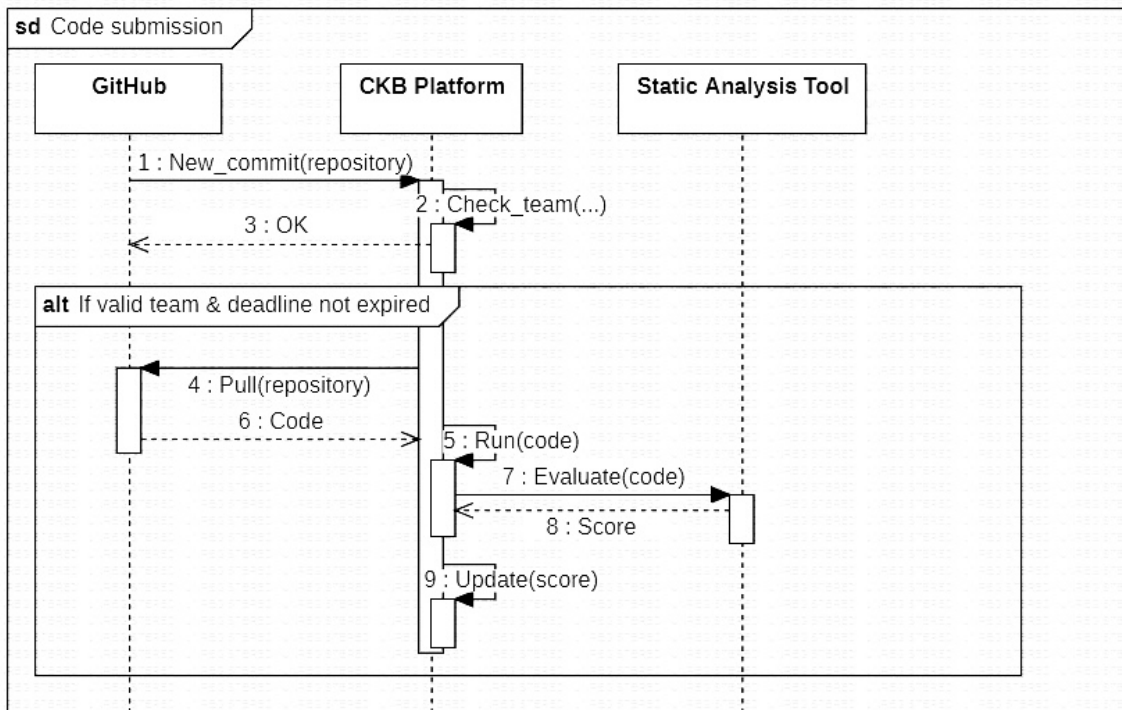 sd Code submission
GitHub
CKB Platform
Static Analysis Tool
1 : New_commit(repository)
2 : Check_team(...)
3 : OK
alt If valid team & deadline not expired
4 : Pull(repository)
6 : Code
5 : Run(code)
7 : Evaluate(code)
8 : Score
9 : Update(score)